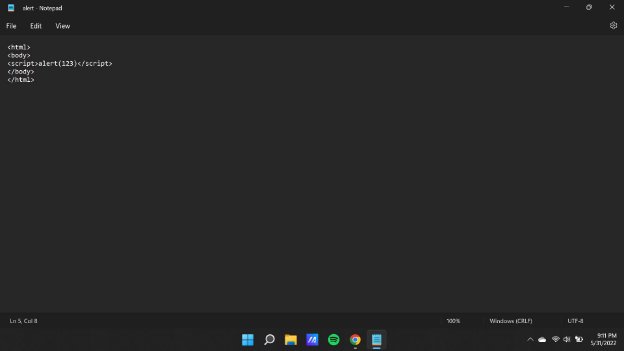 alert - Notepad
File Edit View
<html>
<body>
<script>alert(123)</script>
</body>
</html>
Ln 5, Col 8 100% Windows (CRLF) UTF-8
9:11 PM
5/31/2022